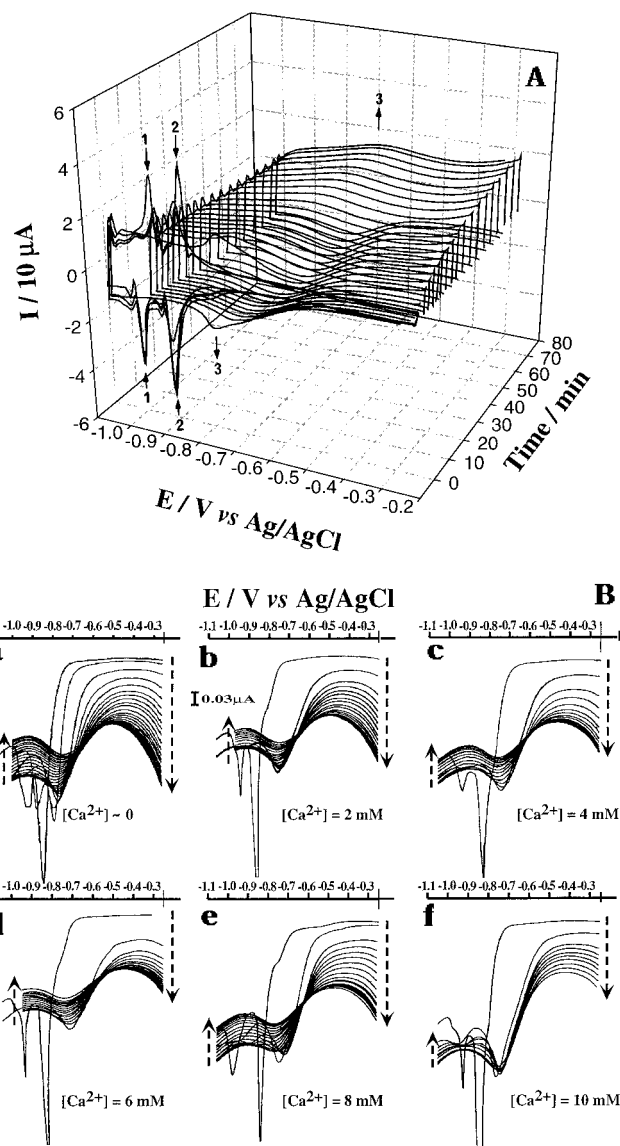 A
6
4
2
0
-2
-4
-6
I / 10 μA
1
2
3
1
2
3
-1.0
-0.9
-0.8
-0.7
-0.6
-0.5
-0.4
-0.3
-0.2
E / V vs Ag/AgCl
0
10
20
30
40
50
60
70
80
Time / min
E / V vs Ag/AgCl
B
-1.0 -0.9 -0.8 -0.7 -0.6 -0.5 -0.4 -0.3
[Ca2+] ~ 0
-1.1 -1.0 -0.9 -0.8 -0.7 -0.6 -0.5 -0.4 -0.3
b
0.03μA
[Ca2+] = 2 mM
-1.1 -1.0 -0.9 -0.8 -0.7 -0.6 -0.5 -0.4 -0.3
c
[Ca2+] = 4 mM
-1.0 -0.9 -0.8 -0.7 -0.6 -0.5 -0.4 -0.3
[Ca2+] = 6 mM
-1.1 -1.0 -0.9 -0.8 -0.7 -0.6 -0.5 -0.4 -0.3
e
[Ca2+] = 8 mM
-1.1 -1.0 -0.9 -0.8 -0.7 -0.6 -0.5 -0.4 -0.3
f
[Ca2+] = 10 mM